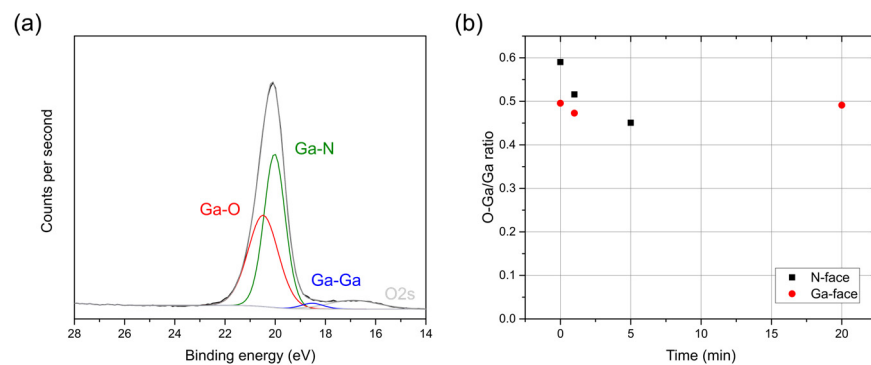 (a)
Counts per second
Ga-N
Ga-O
Ga-Ga
O2s
28
26
24
22
20
18
16
14
Binding energy (eV)
(b)
O-Ga/Ga ratio
0.6
0.5
0.4
0.3
0.2
0.1
0.0
N-face
Ga-face
0
5
10
15
20
Time (min)